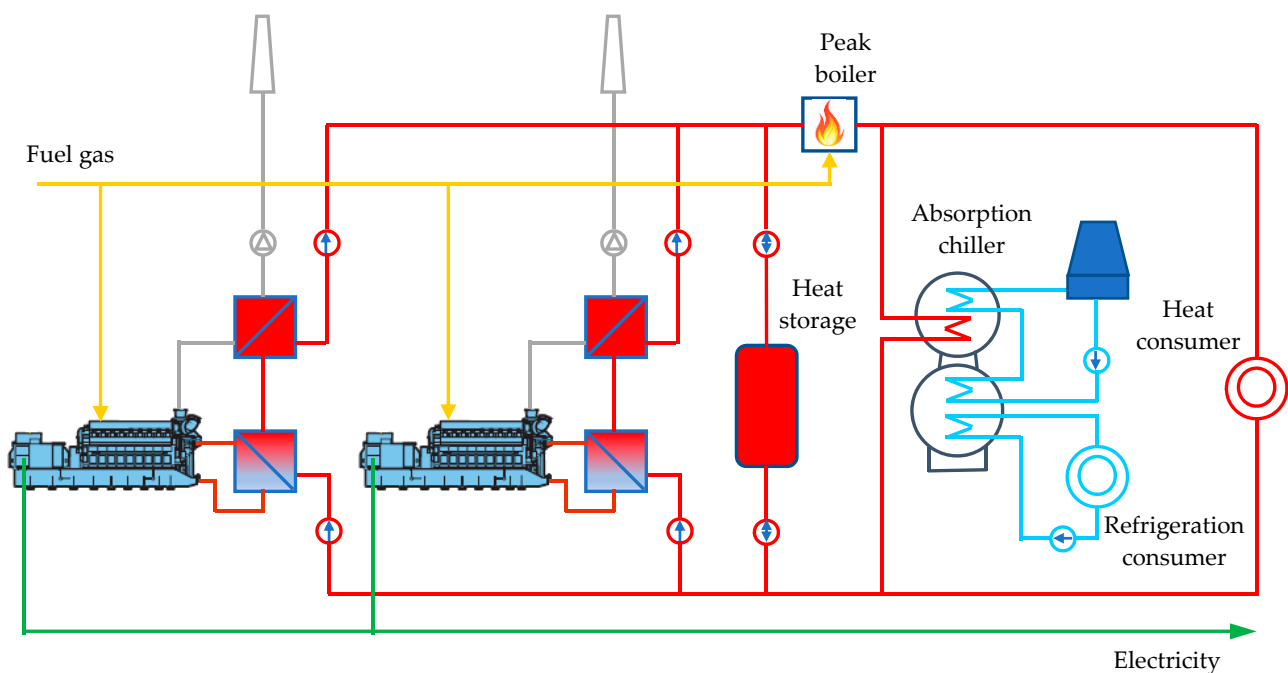 Peak
boiler
Fuel gas
Absorption
chiller
Heat
storage
Heat
consumer
Refrigeration
consumer
Electricity